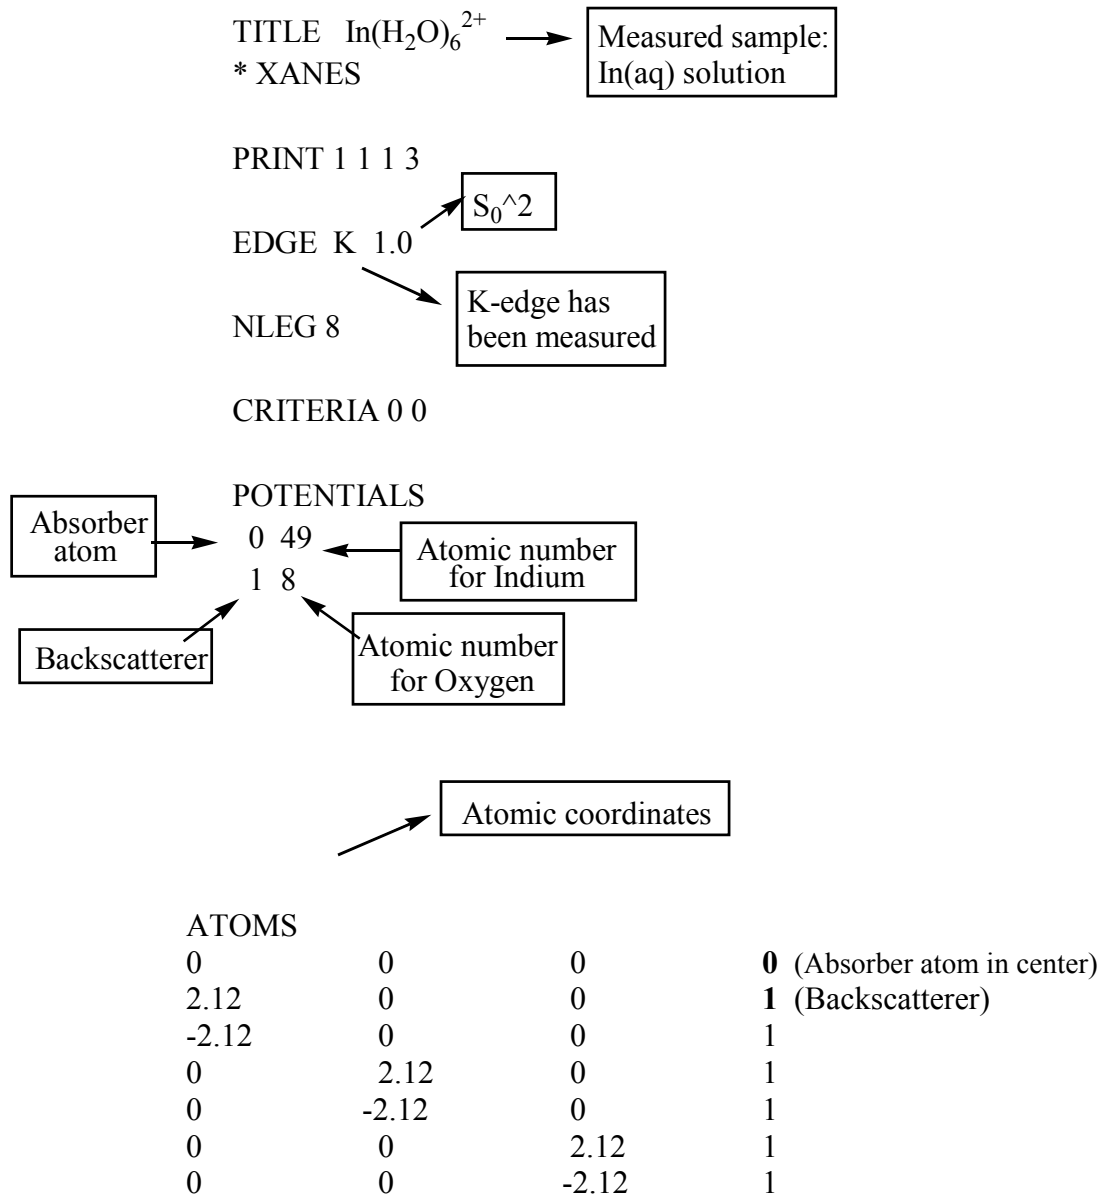 TITLE In(H₂O)₆²⁺
Measured sample:
In(aq) solution
* XANES
PRINT 1 1 1 3
S₀^2
EDGE K 1.0
K-edge has
been measured
NLEG 8
CRITERIA 0 0
POTENTIALS
Absorber
atom
0 49
Atomic number
for Indium
1 8
Backscatterer
Atomic number
for Oxygen
Atomic coordinates
ATOMS
0 0 0 0 (Absorber atom in center)
2.12 0 0 1 (Backscatterer)
-2.12 0 0 1
0 2.12 0 1
0 -2.12 0 1
0 0 2.12 1
0 0 -2.12 1